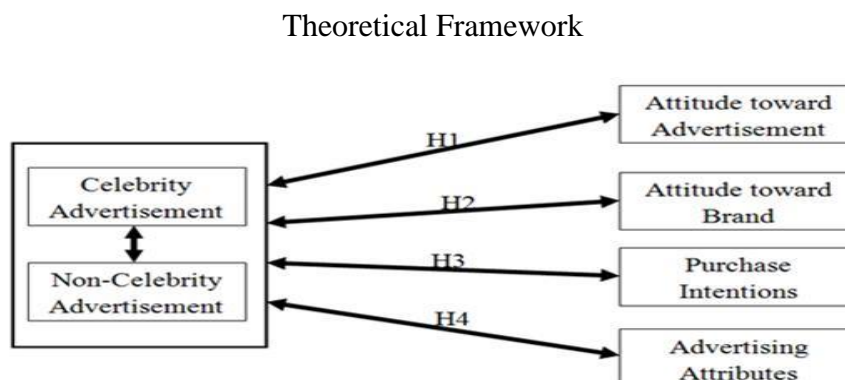 Theoretical Framework
Celebrity
Advertisement
Non-Celebrity
Advertisement
H1
H2
H3
H4
Attitude toward
Advertisement
Attitude toward
Brand
Purchase
Intentions
Advertising
Attributes